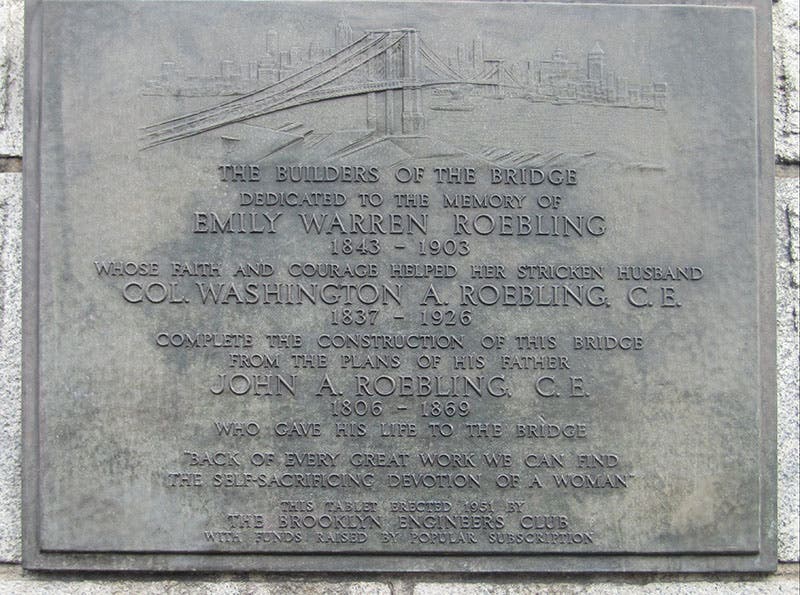 THE BUILDERS OF THE BRIDGE
DEDICATED TO THE MEMORY OF
EMILY WARREN ROEBLING
1843 - 1903
WHOSE FAITH AND COURAGE HELPED HER STRICKEN HUSBAND
COL. WASHINGTON A. ROEBLING, C. E.
1837 - 1926
COMPLETE THE CONSTRUCTION OF THIS BRIDGE
FROM THE PLANS OF HIS FATHER
JOHN A. ROEBLING, C. E.
1806 - 1869
WHO GAVE HIS LIFE TO THE BRIDGE
"BACK OF EVERY GREAT WORK WE CAN FIND
THE SELF-SACRIFICING DEVOTION OF A WOMAN"
THIS TABLET ERECTED 1951 BY
THE BROOKLYN ENGINEERS CLUB
WITH FUNDS RAISED BY POPULAR SUBSCRIPTION